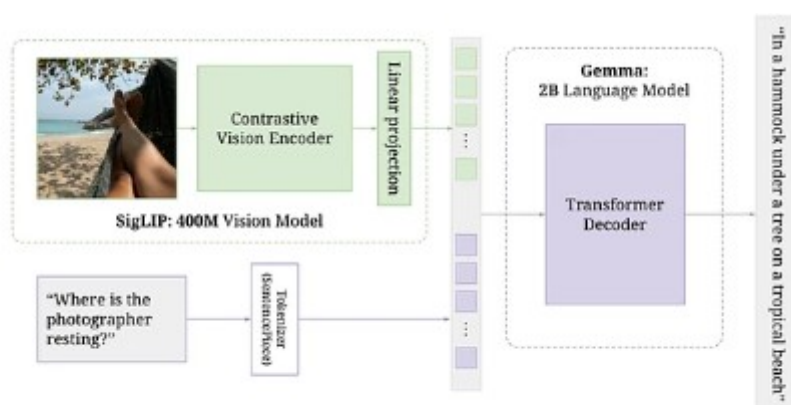 Contrastive
Vision Encoder
Linear projection
SigLIP: 400M Vision Model
“Where is the
photographer
resting?”
Tokenizer
(SentencePiece)
Gemma:
2B Language Model
Transformer
Decoder
“In a hammock under a tree on a tropical beach”